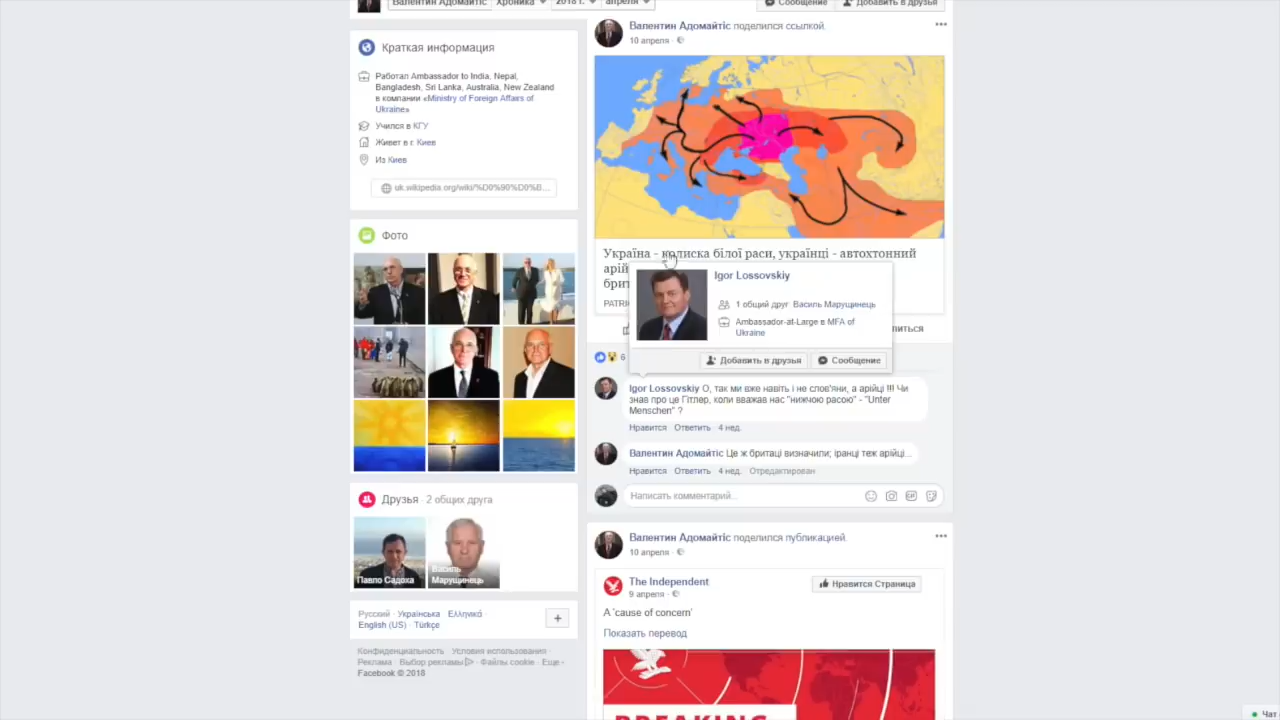 Валентин Адомайтіс
Хроника
2018 г.
апреля
Сообщение
Добавить в друзья
Краткая информация
Работал Ambassador to India, Nepal,
Bangladesh, Sri Lanka, Australia, New Zealand
в компании «Ministry of Foreign Affairs of
Ukraine»
Учился в КГУ
Живет в г. Киев
Из Киев
uk.wikipedia.org/wiki/%D0%90%D0%B...
Фото
Друзья · 2 общих друга
Павло Садоха
Василь
Марущинець
Русский · Українська · Ελληνικά
English (US) · Türkçe
Конфиденциальность · Условия использования ·
Реклама · Выбор рекламы · Файлы cookie · Еще
Facebook © 2018
Валентин Адомайтіс поделился ссылкой.
10 апреля ·
Україна - колиска білої раси, українці - автохтонний
арій
брит
PATRI
Igor Lossovskiy
1 общий друг: Василь Марущинець
Ambassador-at-Large в MFA of
Ukraine
Добавить в друзья
Сообщение
литься
6
Igor Lossovskiy О, так ми вже навіть і не слов'яни, а арійці !!! Чи
знав про це Гітлер, коли вважав нас "нижчою расою" - "Unter
Menschen" ?
Нравится · Ответить · 4 нед.
Валентин Адомайтіс Це ж британці визначили; іранці теж арійці...
Нравится · Ответить · 4 нед. · Отредактирован
Написать комментарий...
GIF
Валентин Адомайтіс поделился публикацией.
10 апреля ·
The Independent
9 апреля ·
Нравится Страница
A 'cause of concern'
Показать перевод
BREAKING
Чат